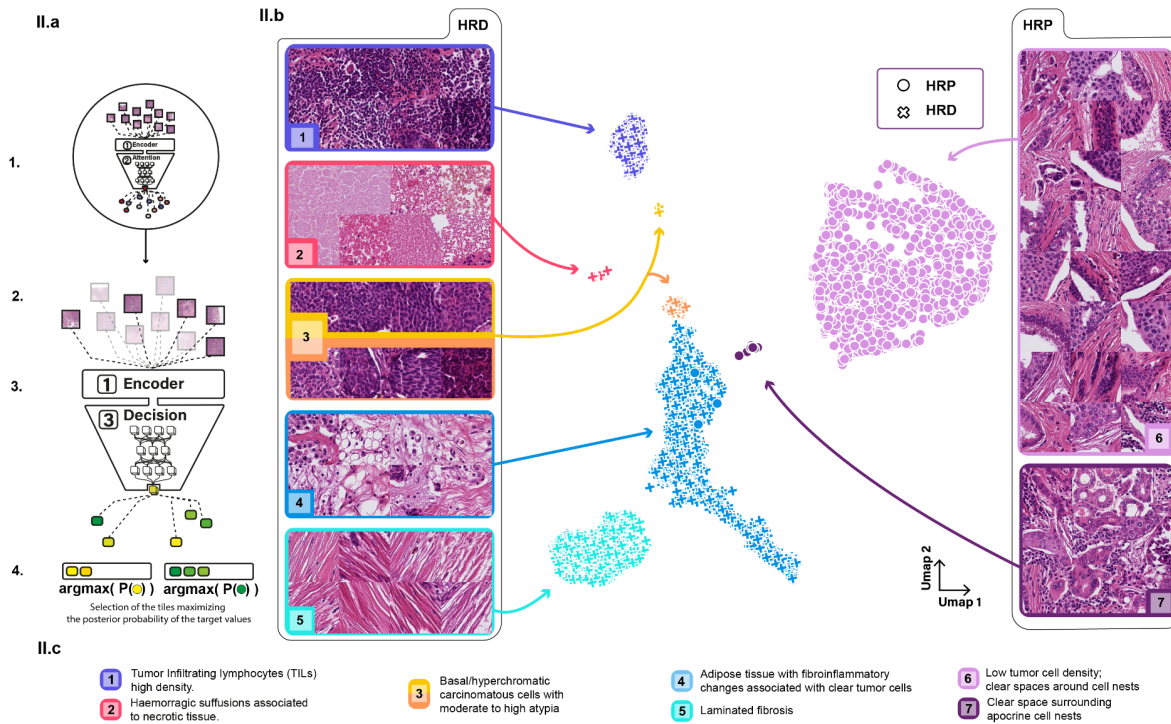 II.a
II.b
HRD
HRP
1
2
3
4
5
HRP
HRD
6
7
Umap 2
Umap 1
1.
1 Encoder
2 Attention
2.
3.
1 Encoder
3 Decision
4.
argmax( P( ) ) argmax( P( ) )
Selection of the tiles maximizing
the posterior probability of the target values
II.c
1 Tumor Infiltrating lymphocytes (TILs)
high density.
2 Haemorragic suffusions associated
to necrotic tissue.
3 Basal/hyperchromatic
carcinomatous cells with
moderate to high atypia
4 Adipose tissue with fibroinflammatory
changes associated with clear tumor cells
5 Laminated fibrosis
6 Low tumor cell density;
clear spaces around cell nests
7 Clear space surrounding
apocrine cell nests